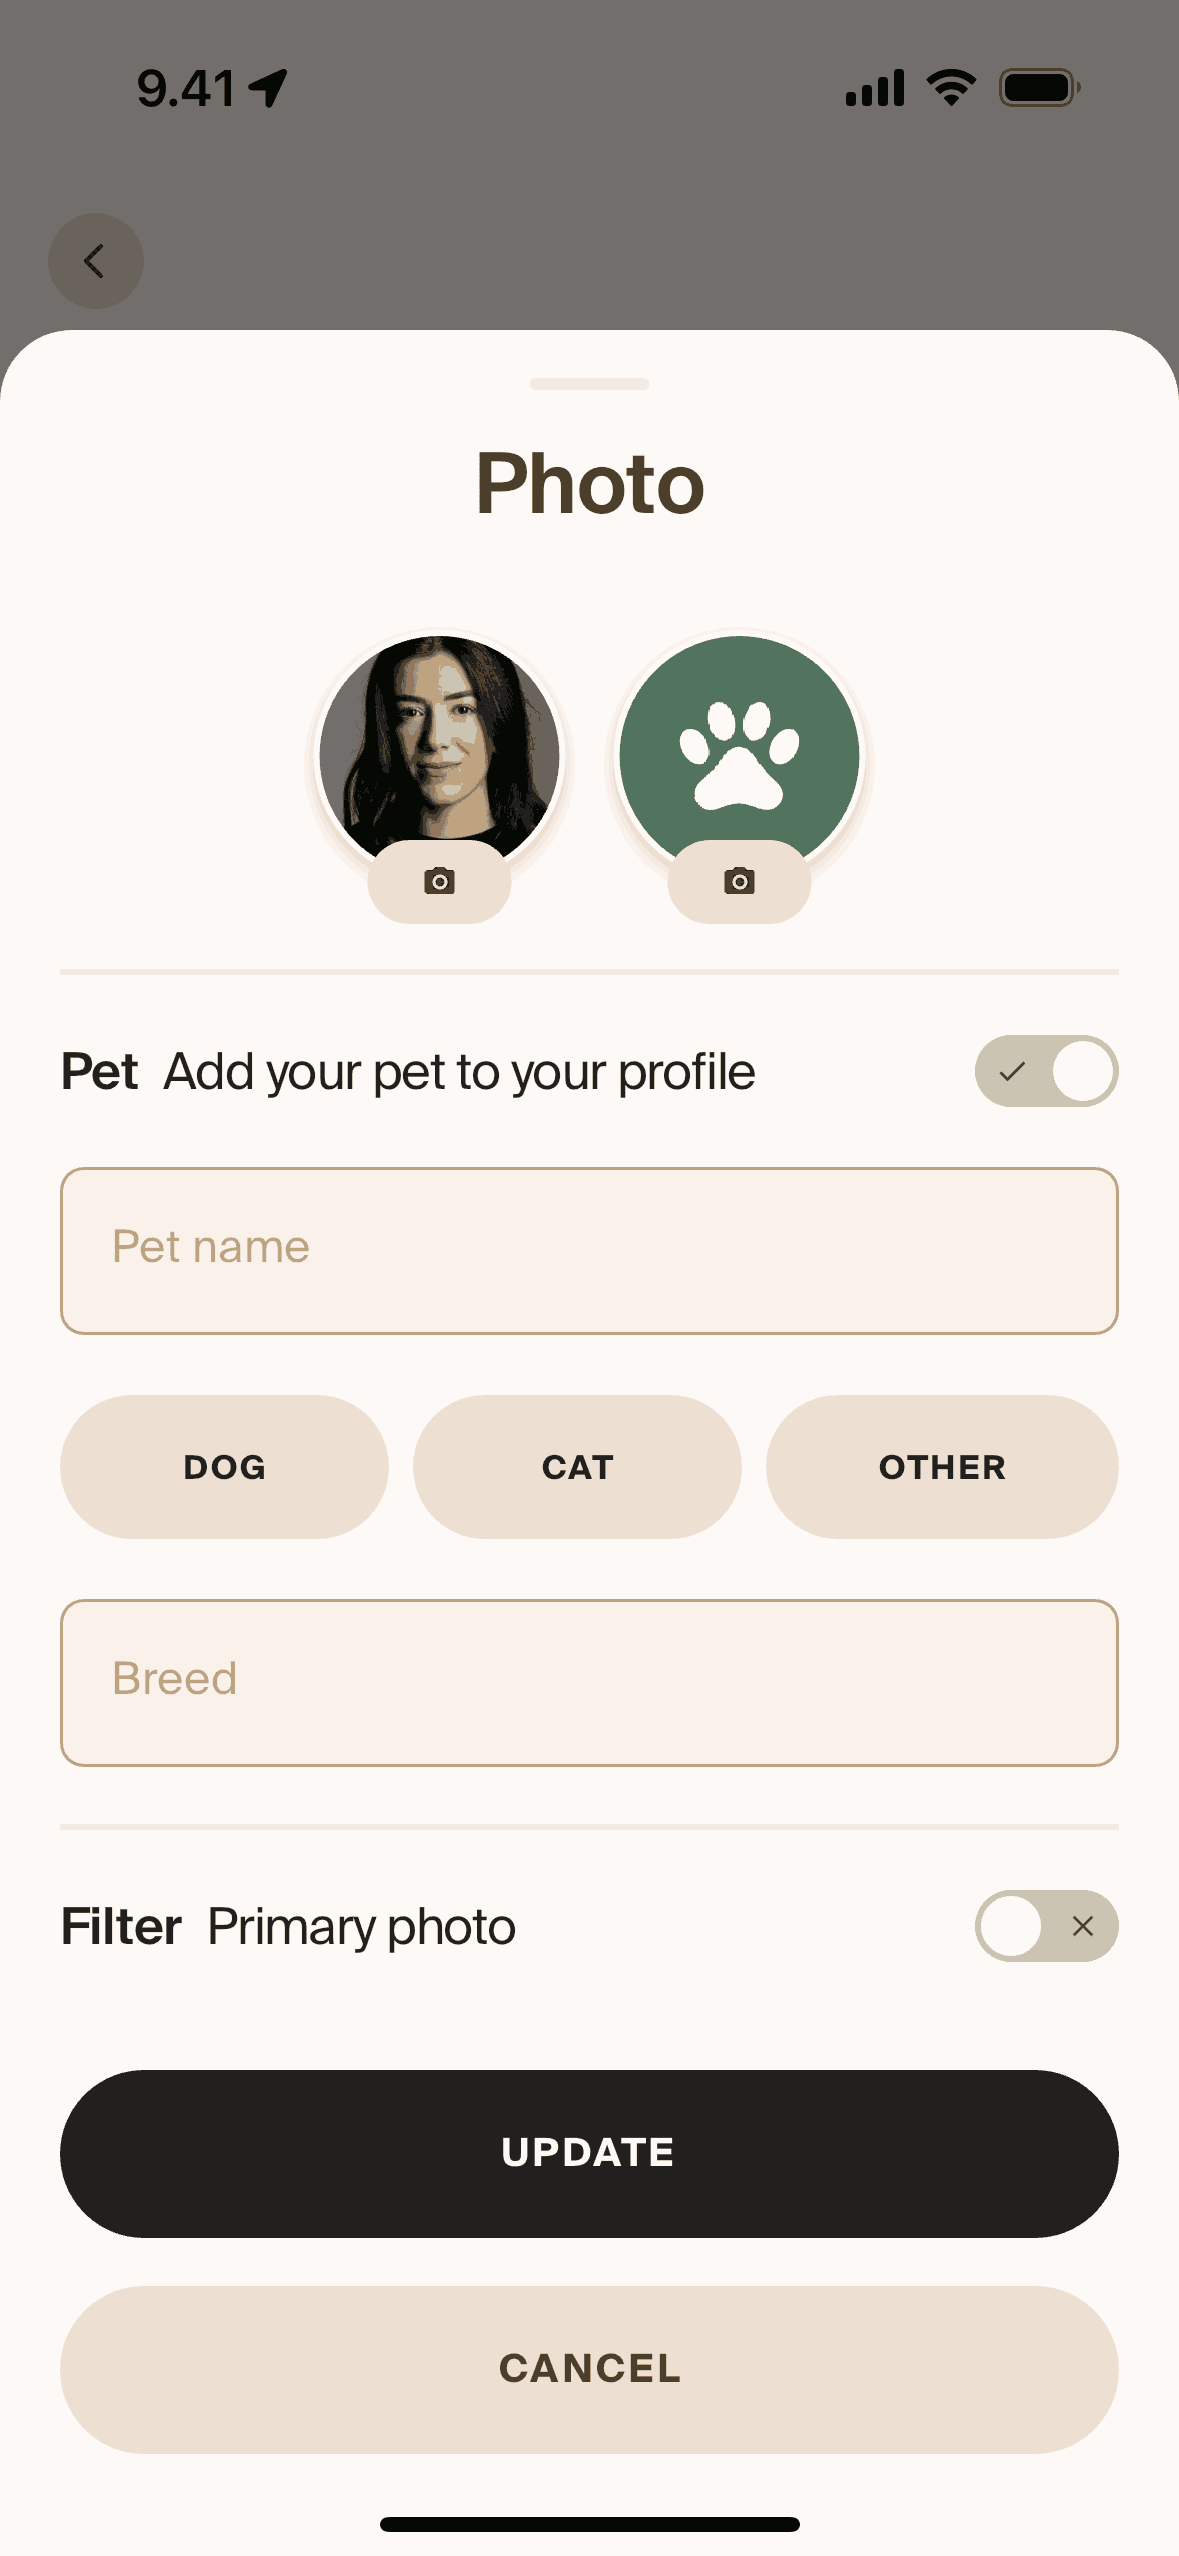 9.41
Photo
Pet Add your pet to your profile
Pet name
DOG CAT OTHER
Breed
Filter Primary photo
UPDATE
CANCEL